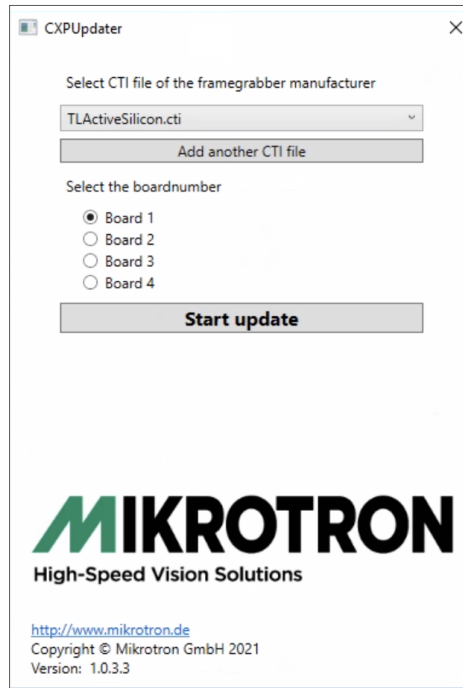 CXPUpdater
Select CTI file of the framegrabber manufacturer
TLActiveSilicon.cti
Add another CTI file
Select the boardnumber
Board 1
Board 2
Board 3
Board 4
Start update
MIKROTRON
High-Speed Vision Solutions
http://www.mikrotron.de
Copyright © Mikrotron GmbH 2021
Version: 1.0.3.3